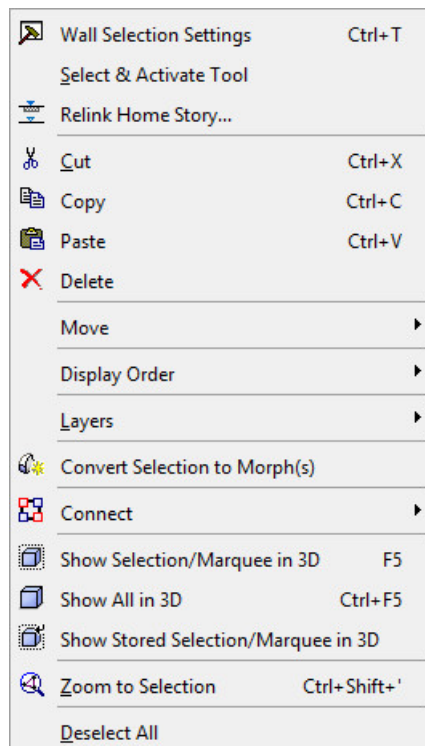 Wall Selection Settings Ctrl+T
Select & Activate Tool
Relink Home Story...
Cut Ctrl+X
Copy Ctrl+C
Paste Ctrl+V
Delete
Move
Display Order
Layers
Convert Selection to Morph(s)
Connect
Show Selection/Marquee in 3D F5
Show All in 3D Ctrl+F5
Show Stored Selection/Marquee in 3D
Zoom to Selection Ctrl+Shift+'
Deselect All